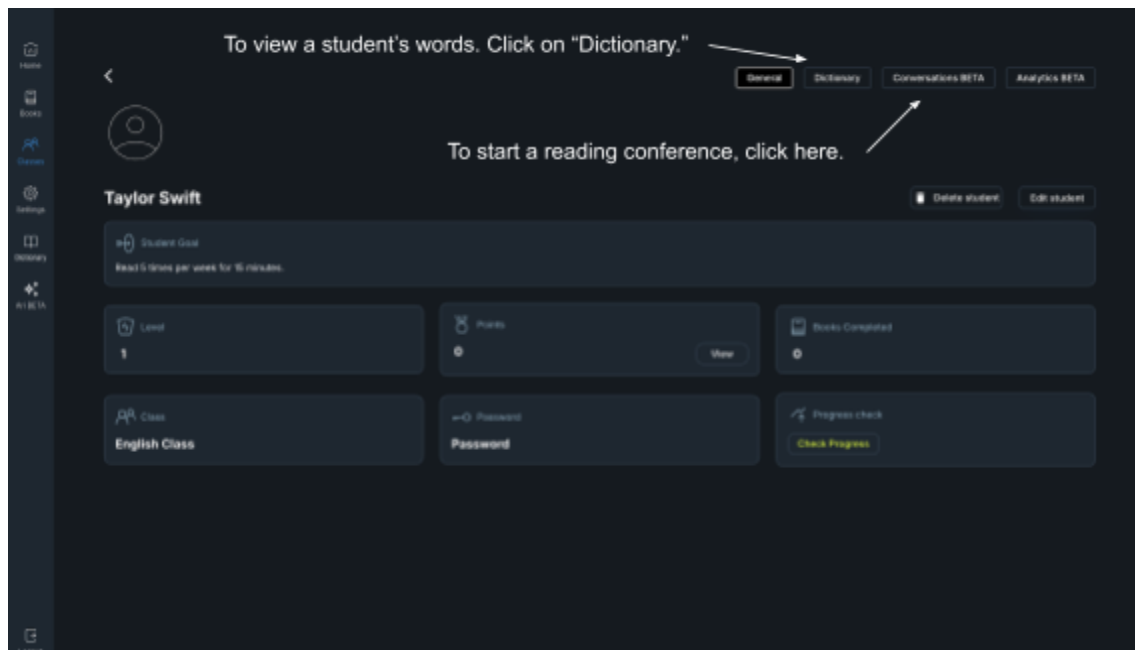 To view a student's words. Click on “Dictionary.”
Home
General
Dictionary
Conversations BETA
Analytics BETA
Books
To start a reading conference, click here.
Classes
Taylor Swift
Delete student
Edit student
Settings
Student Goal
Dictionary
Read 5 times per week for 15 minutes.
Level
Points
Books Completed
1
0
View
0
Class
Password
Progress check
English Class
Password
Check Progress